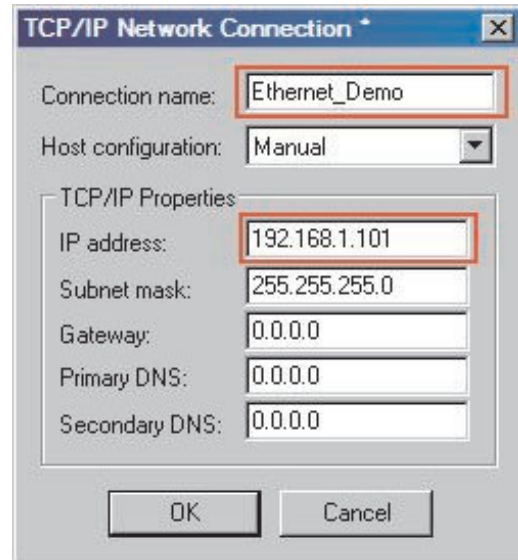 TCP/IP Network Connection *
Connection name: Ethernet_Demo
Host configuration: Manual
TCP/IP Properties
IP address: 192.168.1.101
Subnet mask: 255.255.255.0
Gateway: 0.0.0.0
Primary DNS: 0.0.0.0
Secondary DNS: 0.0.0.0
OK Cancel